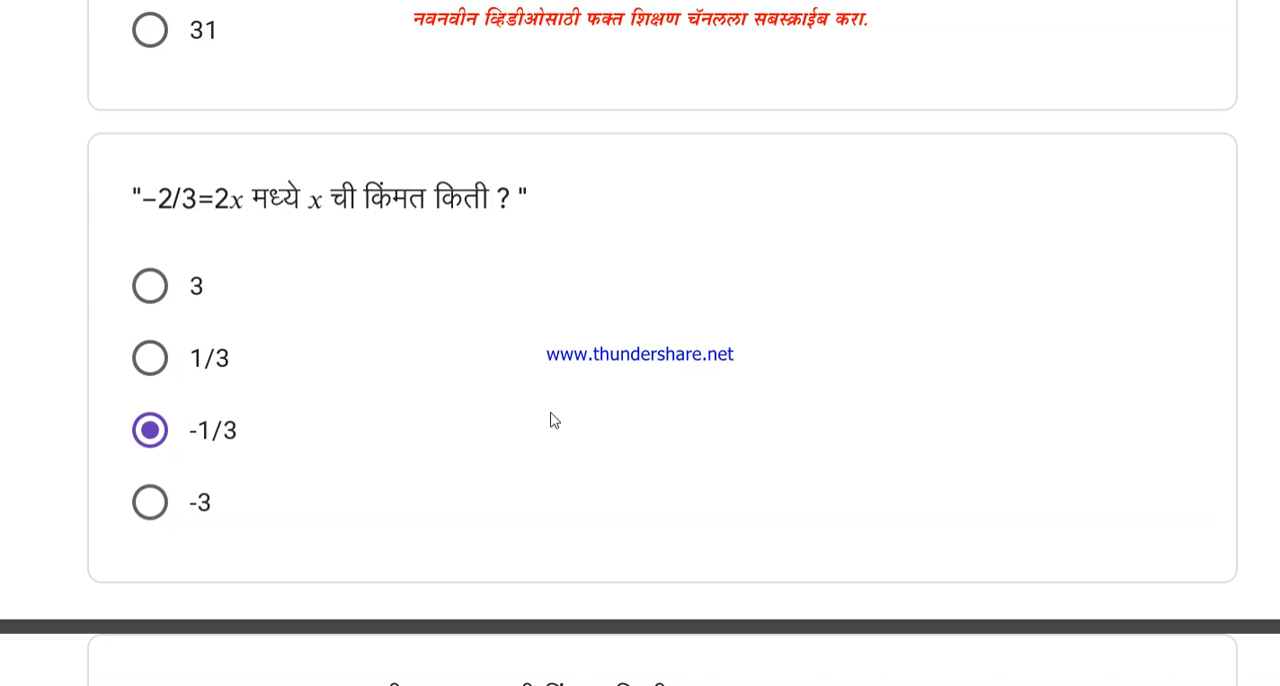 नवनवीन व्हिडीओसाठी फक्त शिक्षण चॅनलला सबस्क्राईब करा.
31
"−2/3=2x मध्ये x ची किंमत किती ? "
3
1/3
www.thundershare.net
-1/3
-3